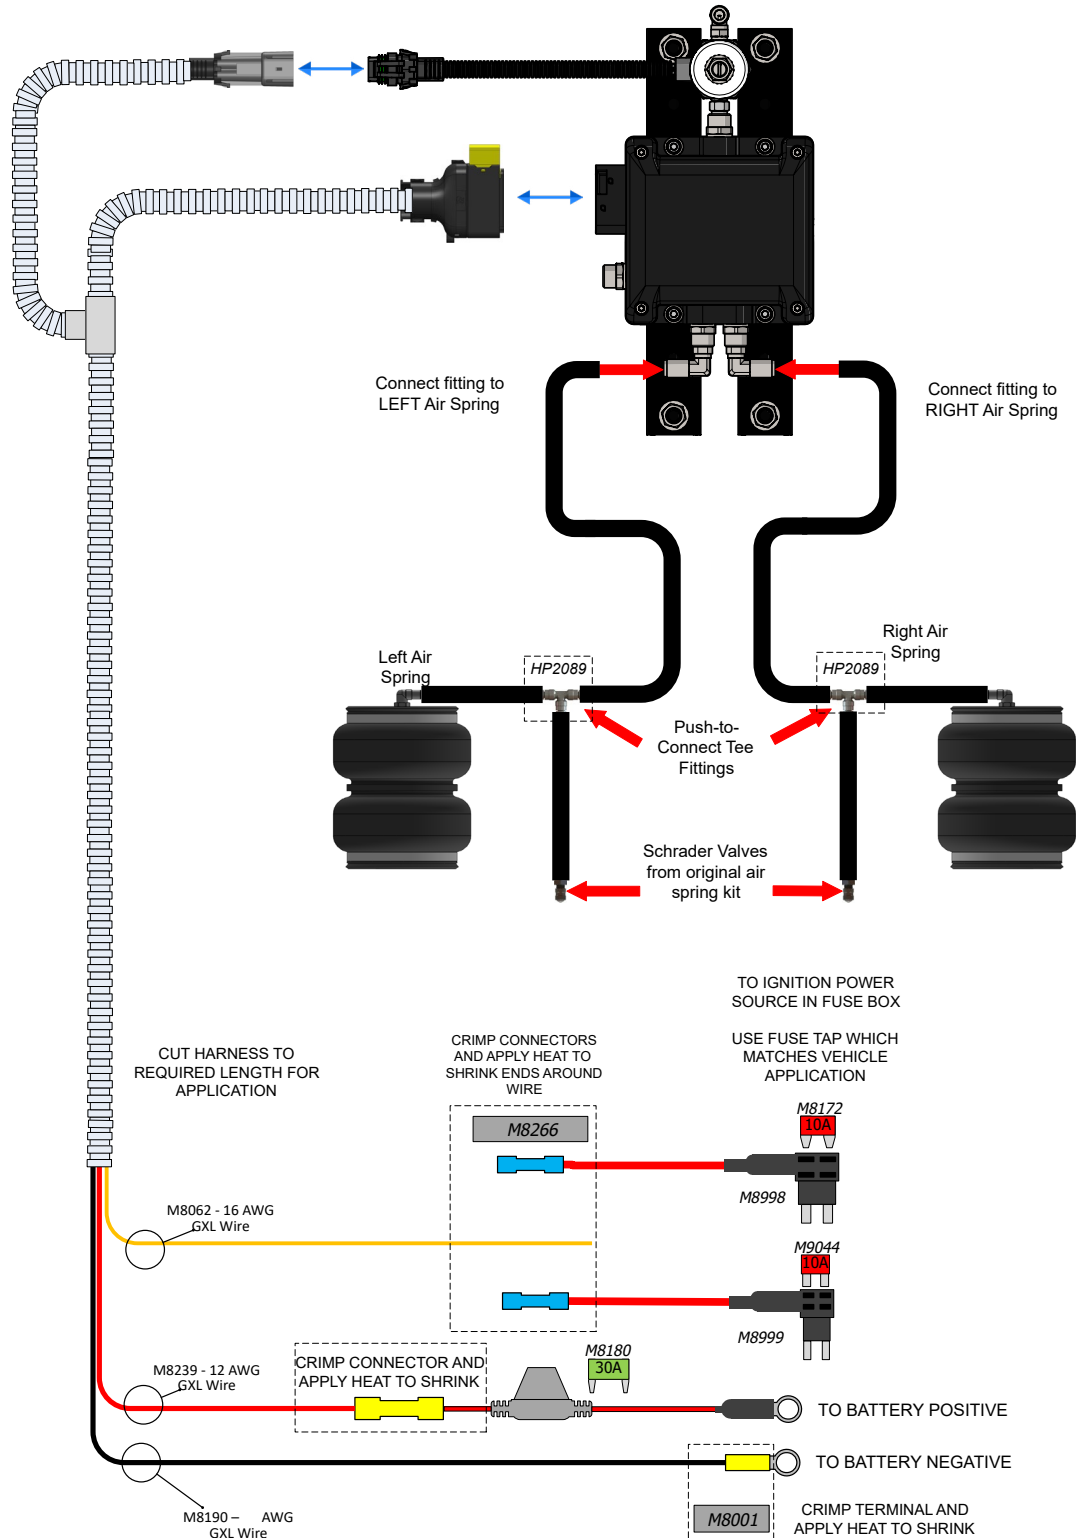 Connect fitting to
LEFT Air Spring
Connect fitting to
RIGHT Air Spring
Left Air
Spring
HP2089
HP2089
Right Air
Spring
Push-to-
Connect Tee
Fittings
Schrader Valves
from original air
spring kit
TO IGNITION POWER
SOURCE IN FUSE BOX
USE FUSE TAP WHICH
MATCHES VEHICLE
APPLICATION
CUT HARNESS TO
REQUIRED LENGTH FOR
APPLICATION
CRIMP CONNECTORS
AND APPLY HEAT TO
SHRINK ENDS AROUND
WIRE
M8266
M8172
10A
M8998
M8062 - 16 AWG
GXL Wire
M9044
10A
M8999
M8239 - 12 AWG
GXL Wire
CRIMP CONNECTOR AND
APPLY HEAT TO SHRINK
M8180
30A
TO BATTERY POSITIVE
TO BATTERY NEGATIVE
M8190 – AWG
GXL Wire
M8001
CRIMP TERMINAL AND
APPLY HEAT TO SHRINK